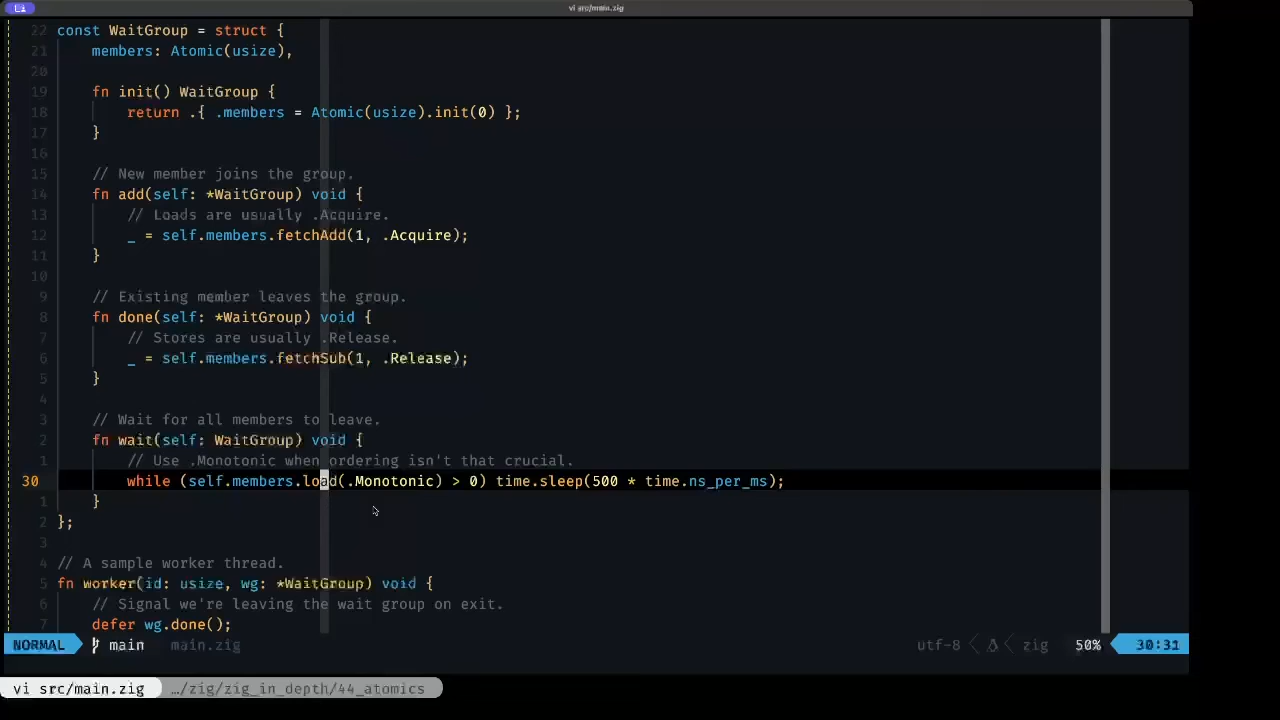 vi src/main.zig
22 const WaitGroup = struct {
21 members: Atomic(usize),
20
19 fn init() WaitGroup {
18 return .{ .members = Atomic(usize).init(0) };
17 }
16
15 // New member joins the group.
14 fn add(self: *WaitGroup) void {
13 // Loads are usually .Acquire.
12 _ = self.members.fetchAdd(1, .Acquire);
11 }
10
9 // Existing member leaves the group.
8 fn done(self: *WaitGroup) void {
7 // Stores are usually .Release.
6 _ = self.members.fetchSub(1, .Release);
5 }
4
3 // Wait for all members to leave.
2 fn wait(self: WaitGroup) void {
1 // Use .Monotonic when ordering isn't that crucial.
30 while (self.members.load(.Monotonic) > 0) time.sleep(500 * time.ns_per_ms);
1 }
2 };
3
4 // A sample worker thread.
5 fn worker(id: usize, wg: *WaitGroup) void {
6 // Signal we're leaving the wait group on exit.
7 defer wg.done();
NORMAL main main.zig utf-8 zig 50% 30:31
vi src/main.zig …/zig/zig_in_depth/44_atomics